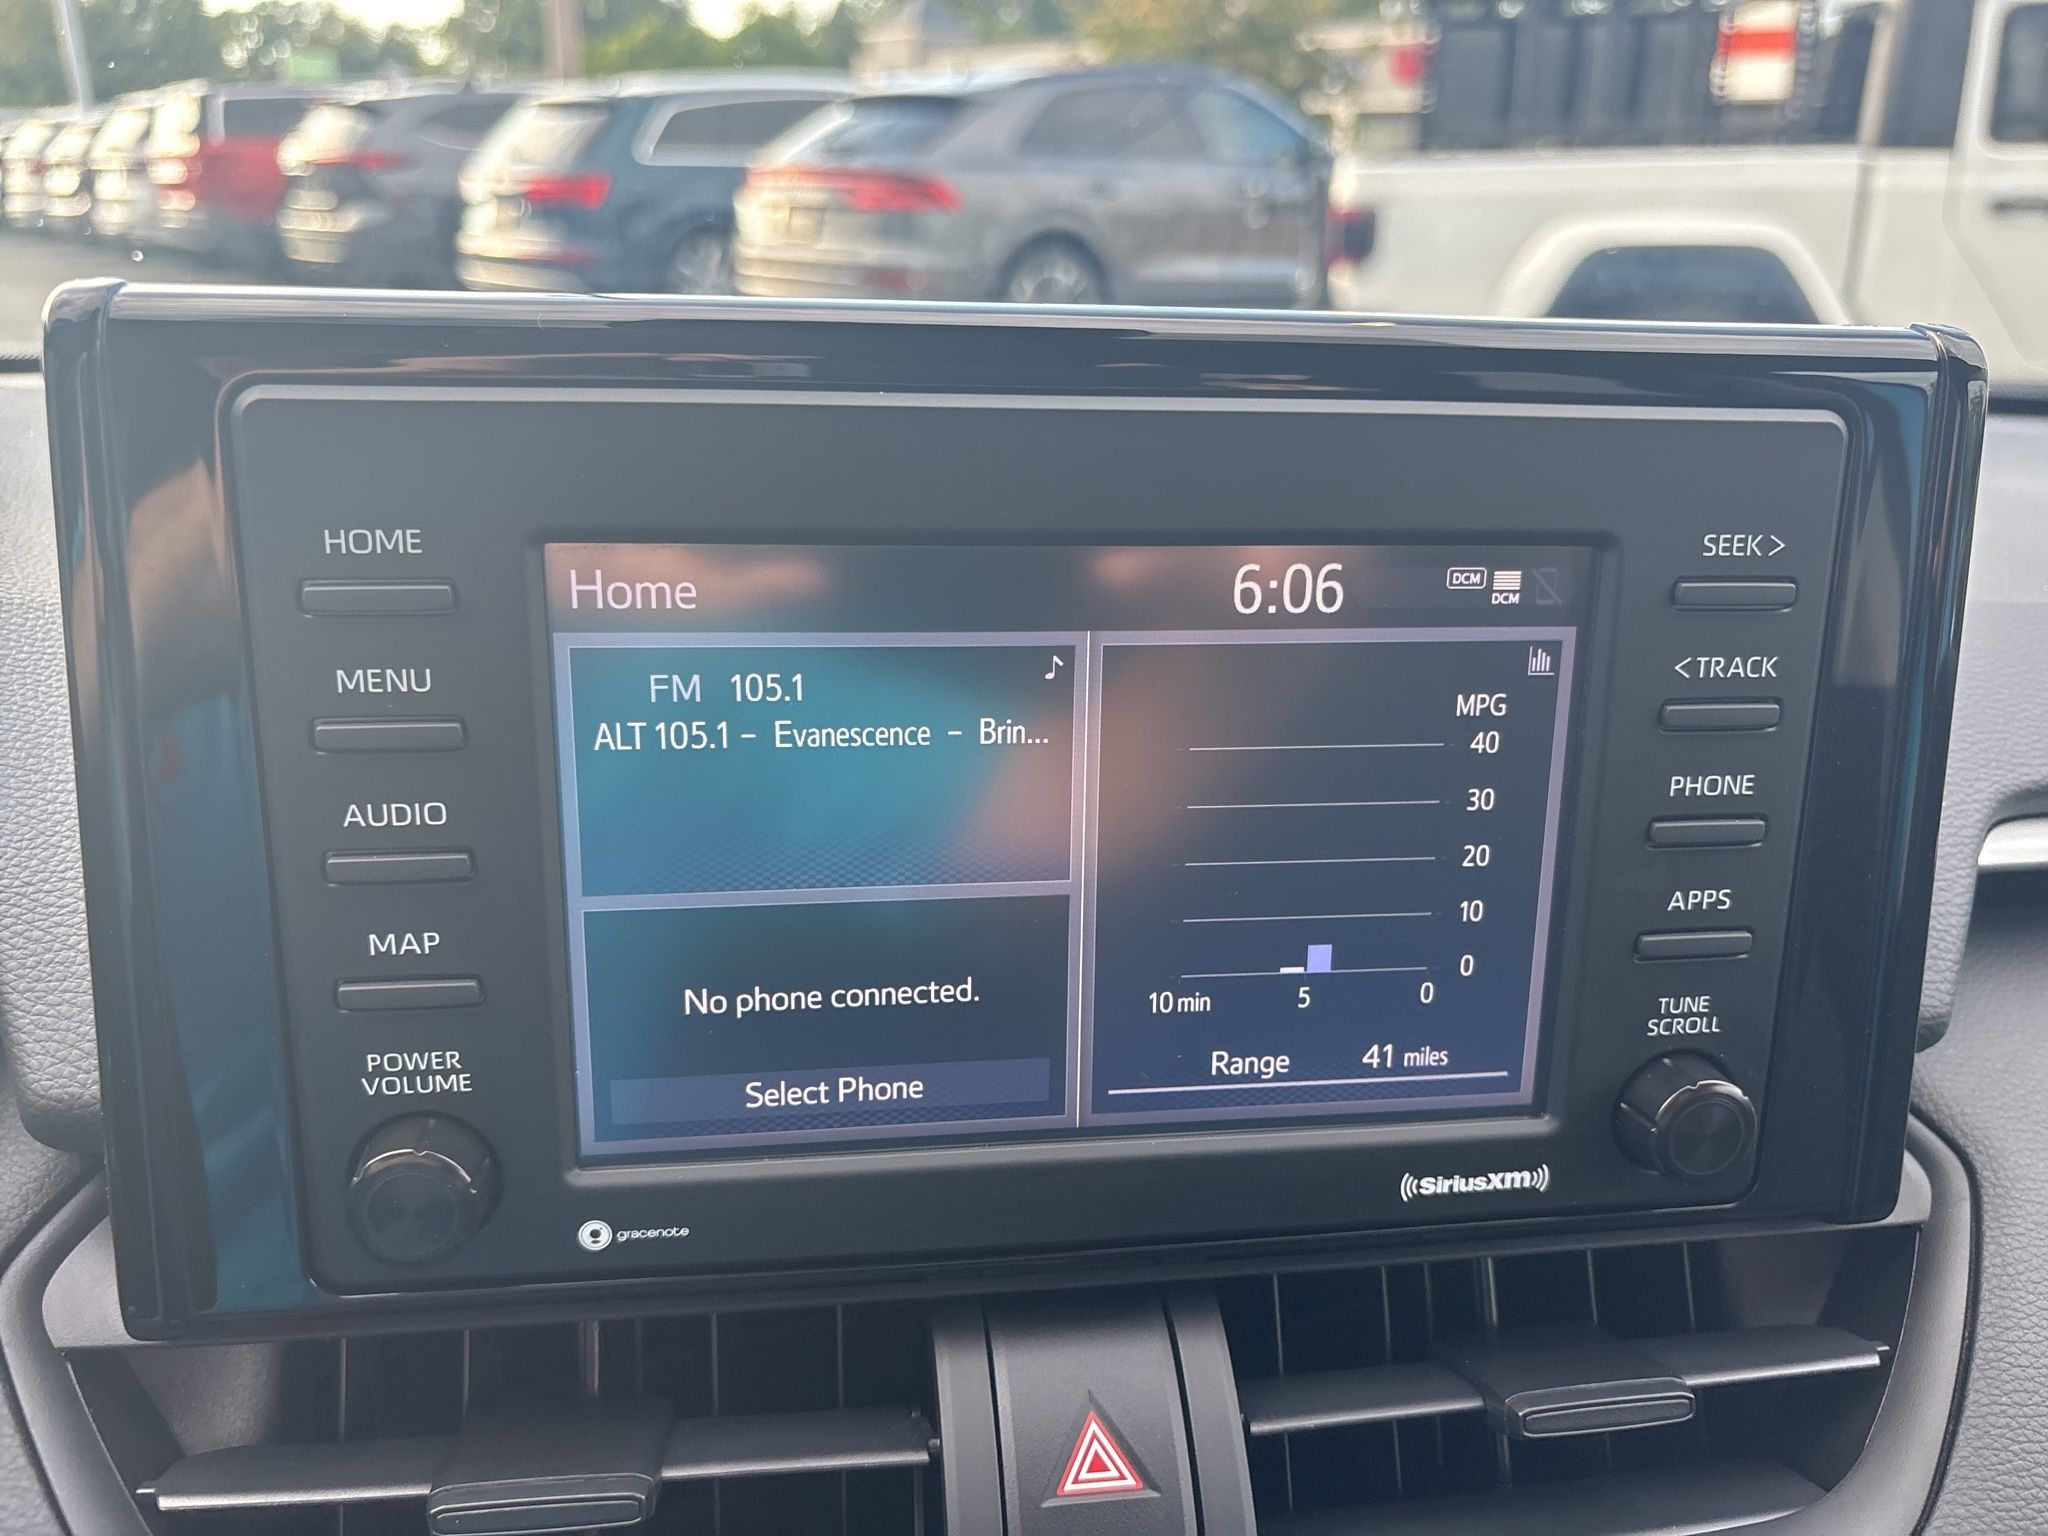 HOME
MENU
AUDIO
MAP
POWER
VOLUME
Home
6:06
DCM
DCM
FM 105.1
ALT 105.1 - Evanescence - Brin...
No phone connected.
Select Phone
MPG
40
30
20
10
0
10 min 5 0
Range 41 miles
SEEK >
< TRACK
PHONE
APPS
TUNE
SCROLL
gracenote
((SiriusXM))